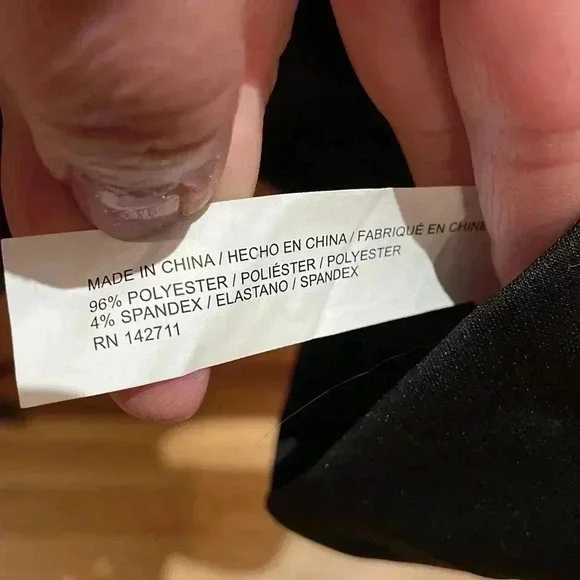 MADE IN CHINA / HECHO EN CHINA / FABRIQUÉ EN CHINE
96% POLYESTER / POLIÉSTER / POLYESTER
4% SPANDEX / ELASTANO / SPANDEX
RN 142711